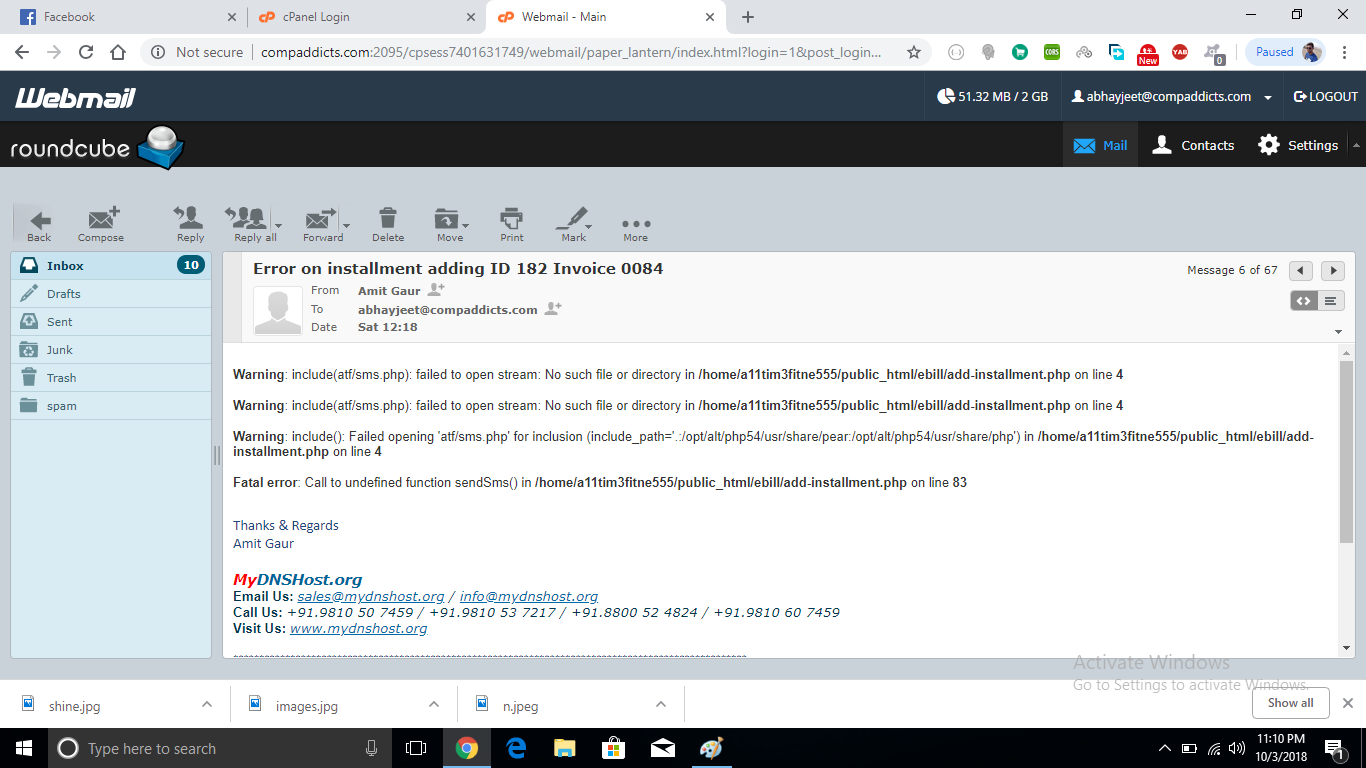 Facebook
cPanel Login
Webmail - Main
Not secure
compaddicts.com:2095/cpsess7401631749/webmail/paper_lantern/index.html?login=1&post_login...
CORS
New
YAB
0
Paused
Webmail
51.32 MB / 2 GB
abhayjeet@compaddicts.com
LOGOUT
roundcube
Mail
Contacts
Settings
Back
Compose
Reply
Reply all
Forward
Delete
Move
Print
Mark
More
Inbox
10
Drafts
Sent
Junk
Trash
spam
Error on installment adding ID 182 Invoice 0084
Message 6 of 67
From Amit Gaur
To abhayjeet@compaddicts.com
Date Sat 12:18
Warning: include(atf/sms.php): failed to open stream: No such file or directory in /home/a11tim3fitne555/public_html/ebill/add-installment.php on line 4
Warning: include(atf/sms.php): failed to open stream: No such file or directory in /home/a11tim3fitne555/public_html/ebill/add-installment.php on line 4
Warning: include(): Failed opening 'atf/sms.php' for inclusion (include_path='.:/opt/alt/php54/usr/share/pear:/opt/alt/php54/usr/share/php') in /home/a11tim3fitne555/public_html/ebill/add-
installment.php on line 4
Fatal error: Call to undefined function sendSms() in /home/a11tim3fitne555/public_html/ebill/add-installment.php on line 83
Thanks & Regards
Amit Gaur
MyDNSHost.org
Email Us: sales@mydnshost.org / info@mydnshost.org
Call Us: +91.9810 50 7459 / +91.9810 53 7217 / +91.8800 52 4824 / +91.9810 60 7459
Visit Us: www.mydnshost.org
Activate Windows
Go to Settings to activate Windows.
shine.jpg
images.jpg
n.jpeg
Show all
Type here to search
11:10 PM
10/3/2018
1